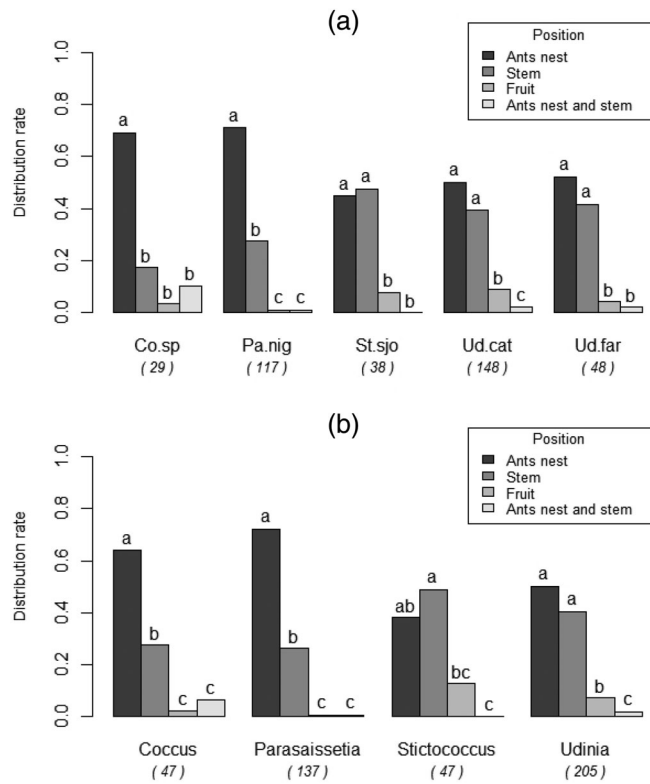 (a)
Position
Ants nest
Stem
Fruit
Ants nest and stem
Distribution rate
1.0
0.8
0.6
0.4
0.2
0.0
a b b b
a b c c
a a b b
a a b c
a a b b
Co.sp Pa.nig St.sjo Ud.cat Ud.far
( 29 ) ( 117 ) ( 38 ) ( 148 ) ( 48 )
(b)
Position
Ants nest
Stem
Fruit
Ants nest and stem
Distribution rate
1.0
0.8
0.6
0.4
0.2
0.0
a b c c
a b c c
ab a bc c
a a b c
Coccus Parasaissetia Stictococcus Udinia
( 47 ) ( 137 ) ( 47 ) ( 205 )